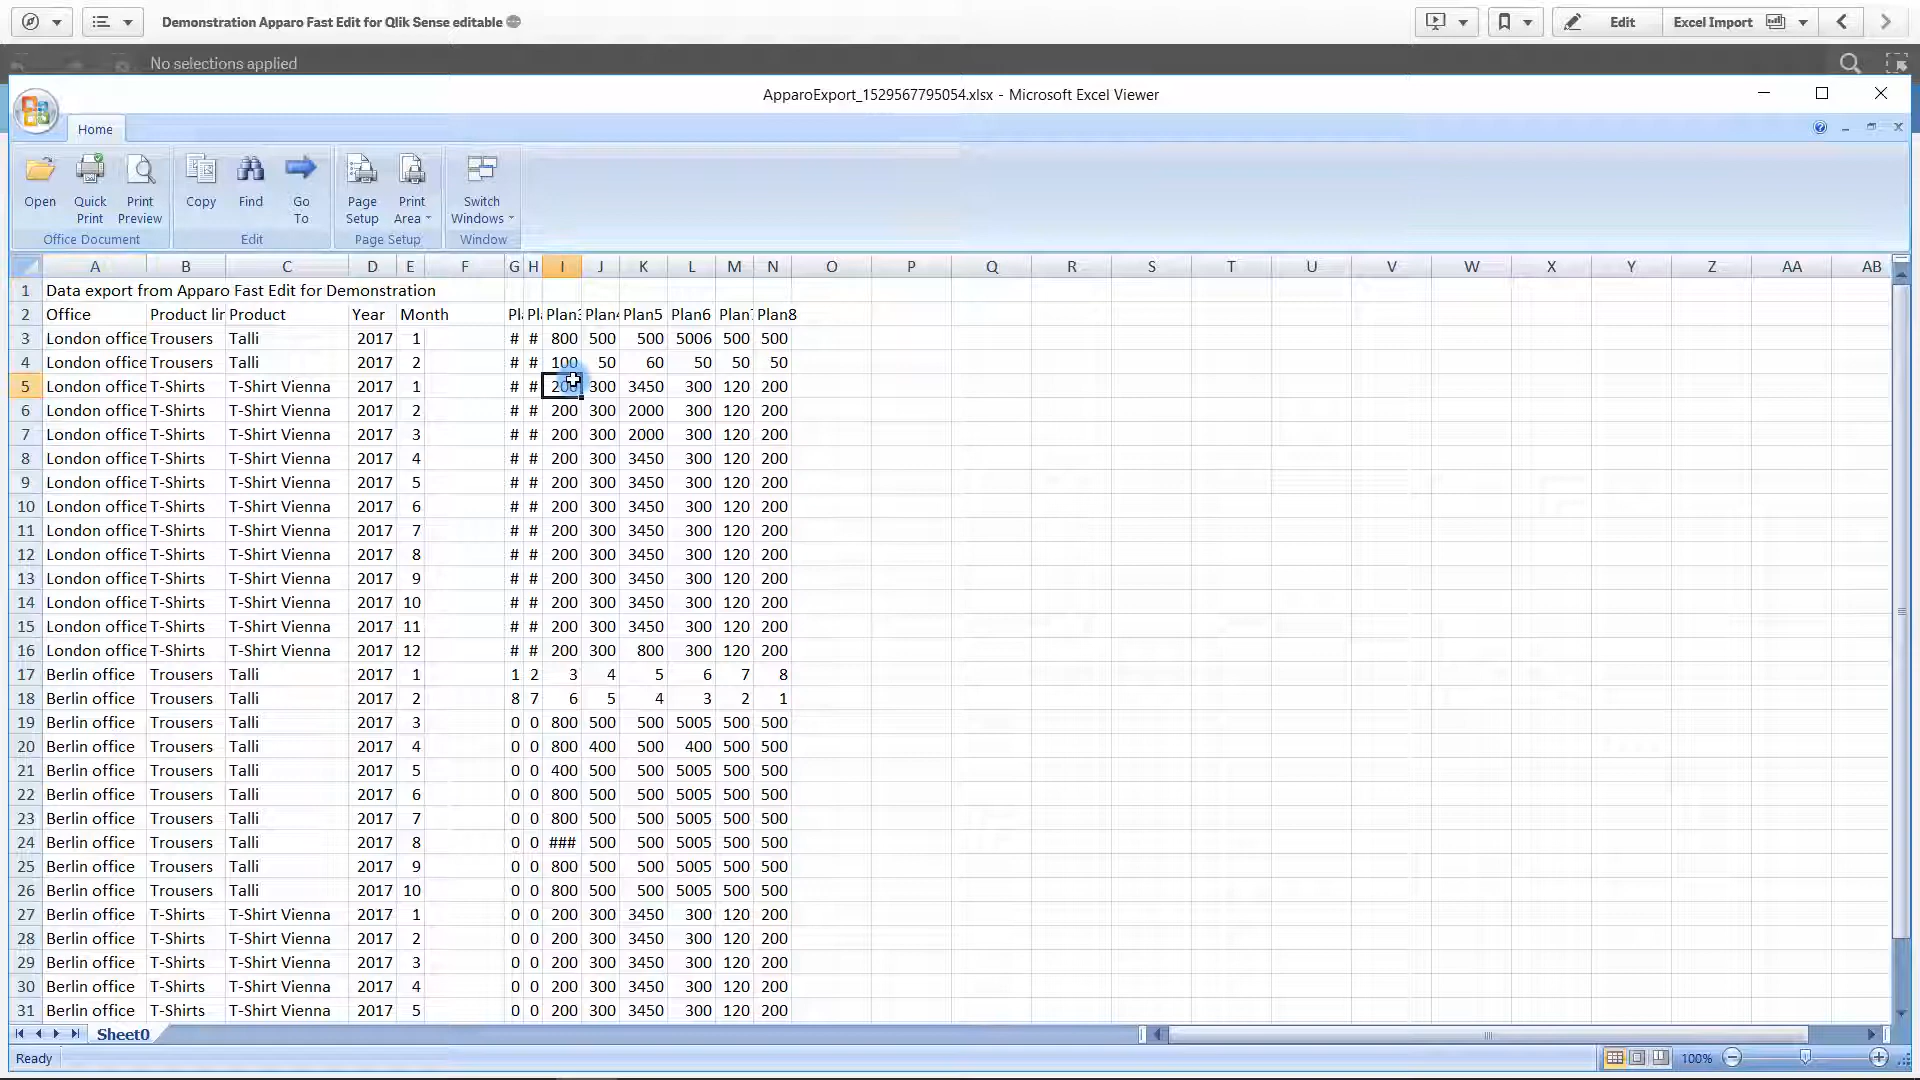 Demonstration Apparo Fast Edit for Qlik Sense editable
Edit
Excel Import
No selections applied
ApparoExport_1529567795054.xlsx - Microsoft Excel Viewer
Home
Open Quick Print Print Preview Copy Find Go To Page Setup Print Area Switch Windows
Office Document Edit Page Setup Window
A B C D E F G H I J K L M N O P Q R S T U V W X Y Z AA AB
1 Data export from Apparo Fast Edit for Demonstration
2 Office Product lir Product Year Month Pl Pl Plan3 Plan4 Plan5 Plan6 Plan7 Plan8
3 London office Trousers Talli 2017 1 # # 800 500 500 5006 500 500
4 London office Trousers Talli 2017 2 # # 100 50 60 50 50 50
5 London office T-Shirts T-Shirt Vienna 2017 1 # # 200 300 3450 300 120 200
6 London office T-Shirts T-Shirt Vienna 2017 2 # # 200 300 2000 300 120 200
7 London office T-Shirts T-Shirt Vienna 2017 3 # # 200 300 2000 300 120 200
8 London office T-Shirts T-Shirt Vienna 2017 4 # # 200 300 3450 300 120 200
9 London office T-Shirts T-Shirt Vienna 2017 5 # # 200 300 3450 300 120 200
10 London office T-Shirts T-Shirt Vienna 2017 6 # # 200 300 3450 300 120 200
11 London office T-Shirts T-Shirt Vienna 2017 7 # # 200 300 3450 300 120 200
12 London office T-Shirts T-Shirt Vienna 2017 8 # # 200 300 3450 300 120 200
13 London office T-Shirts T-Shirt Vienna 2017 9 # # 200 300 3450 300 120 200
14 London office T-Shirts T-Shirt Vienna 2017 10 # # 200 300 3450 300 120 200
15 London office T-Shirts T-Shirt Vienna 2017 11 # # 200 300 3450 300 120 200
16 London office T-Shirts T-Shirt Vienna 2017 12 # # 200 300 800 300 120 200
17 Berlin office Trousers Talli 2017 1 1 2 3 4 5 6 7 8
18 Berlin office Trousers Talli 2017 2 8 7 6 5 4 3 2 1
19 Berlin office Trousers Talli 2017 3 0 0 800 500 500 5005 500 500
20 Berlin office Trousers Talli 2017 4 0 0 800 400 500 400 500 500
21 Berlin office Trousers Talli 2017 5 0 0 400 500 500 5005 500 500
22 Berlin office Trousers Talli 2017 6 0 0 800 500 500 5005 500 500
23 Berlin office Trousers Talli 2017 7 0 0 800 500 500 5005 500 500
24 Berlin office Trousers Talli 2017 8 0 0 ### 500 500 5005 500 500
25 Berlin office Trousers Talli 2017 9 0 0 800 500 500 5005 500 500
26 Berlin office Trousers Talli 2017 10 0 0 800 500 500 5005 500 500
27 Berlin office T-Shirts T-Shirt Vienna 2017 1 0 0 200 300 3450 300 120 200
28 Berlin office T-Shirts T-Shirt Vienna 2017 2 0 0 200 300 3450 300 120 200
29 Berlin office T-Shirts T-Shirt Vienna 2017 3 0 0 200 300 3450 300 120 200
30 Berlin office T-Shirts T-Shirt Vienna 2017 4 0 0 200 300 3450 300 120 200
31 Berlin office T-Shirts T-Shirt Vienna 2017 5 0 0 200 300 3450 300 120 200
Sheet0
Ready
100%